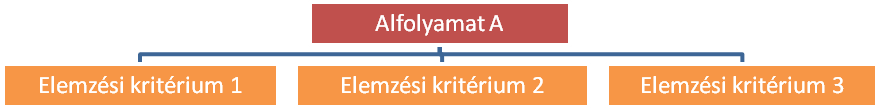 Alfolyamat A
Elemzési kritérium 1
Elemzési kritérium 2
Elemzési kritérium 3